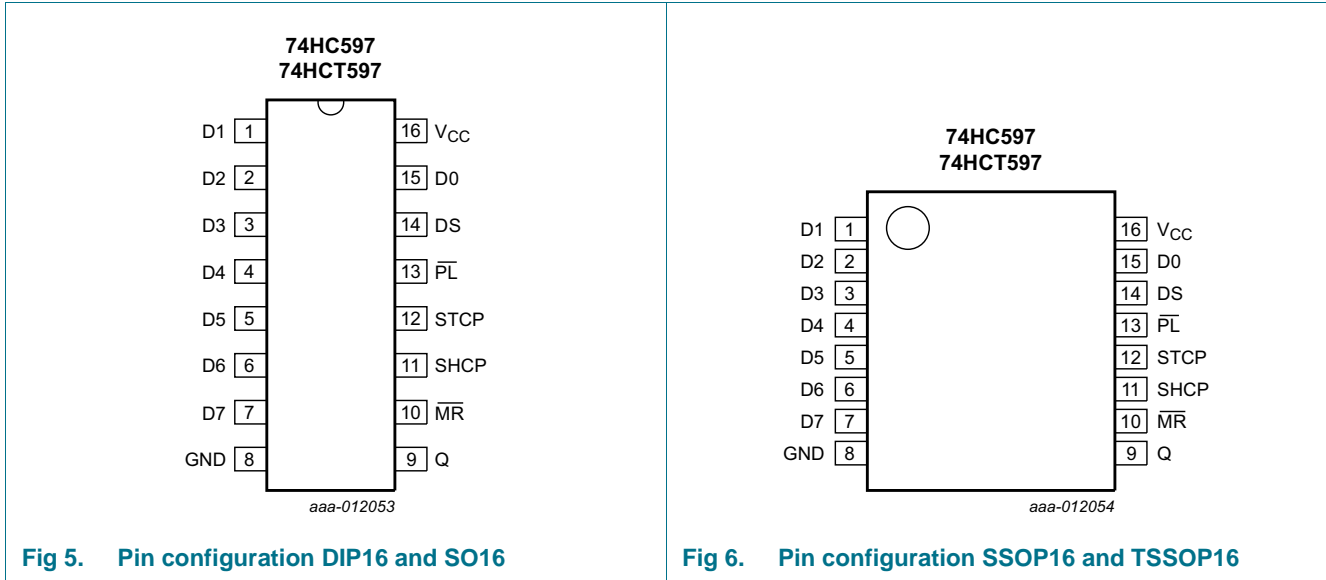 74HC597
74HCT597
D1 1 16 VCC
D2 2 15 D0
D3 3 14 DS
D4 4 13 P̅L̅
D5 5 12 STCP
D6 6 11 SHCP
D7 7 10 M̅R̅
GND 8 9 Q
aaa-012053
Fig 5. Pin configuration DIP16 and SO16
74HC597
74HCT597
D1 1 16 VCC
D2 2 15 D0
D3 3 14 DS
D4 4 13 P̅L̅
D5 5 12 STCP
D6 6 11 SHCP
D7 7 10 M̅R̅
GND 8 9 Q
aaa-012054
Fig 6. Pin configuration SSOP16 and TSSOP16